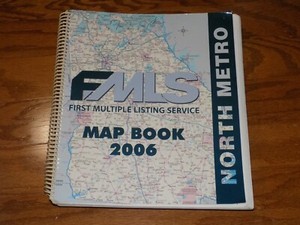 FMLS
FIRST MULTIPLE LISTING SERVICE
MAP BOOK
2006
NORTH METRO